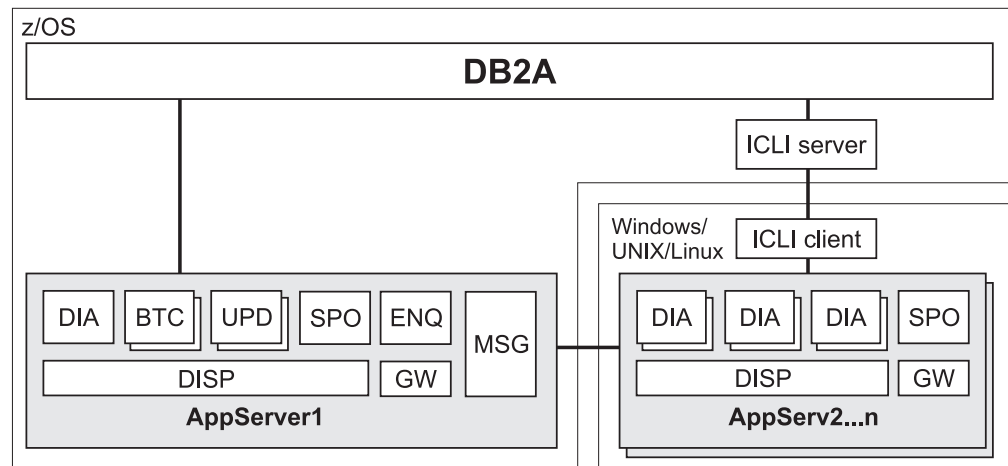 z/OS
DB2A
ICLI server
Windows/
UNIX/Linux
ICLI client
DIA BTC UPD SPO ENQ MSG
DISP GW
AppServer1
DIA DIA DIA SPO
DISP GW
AppServ2...n